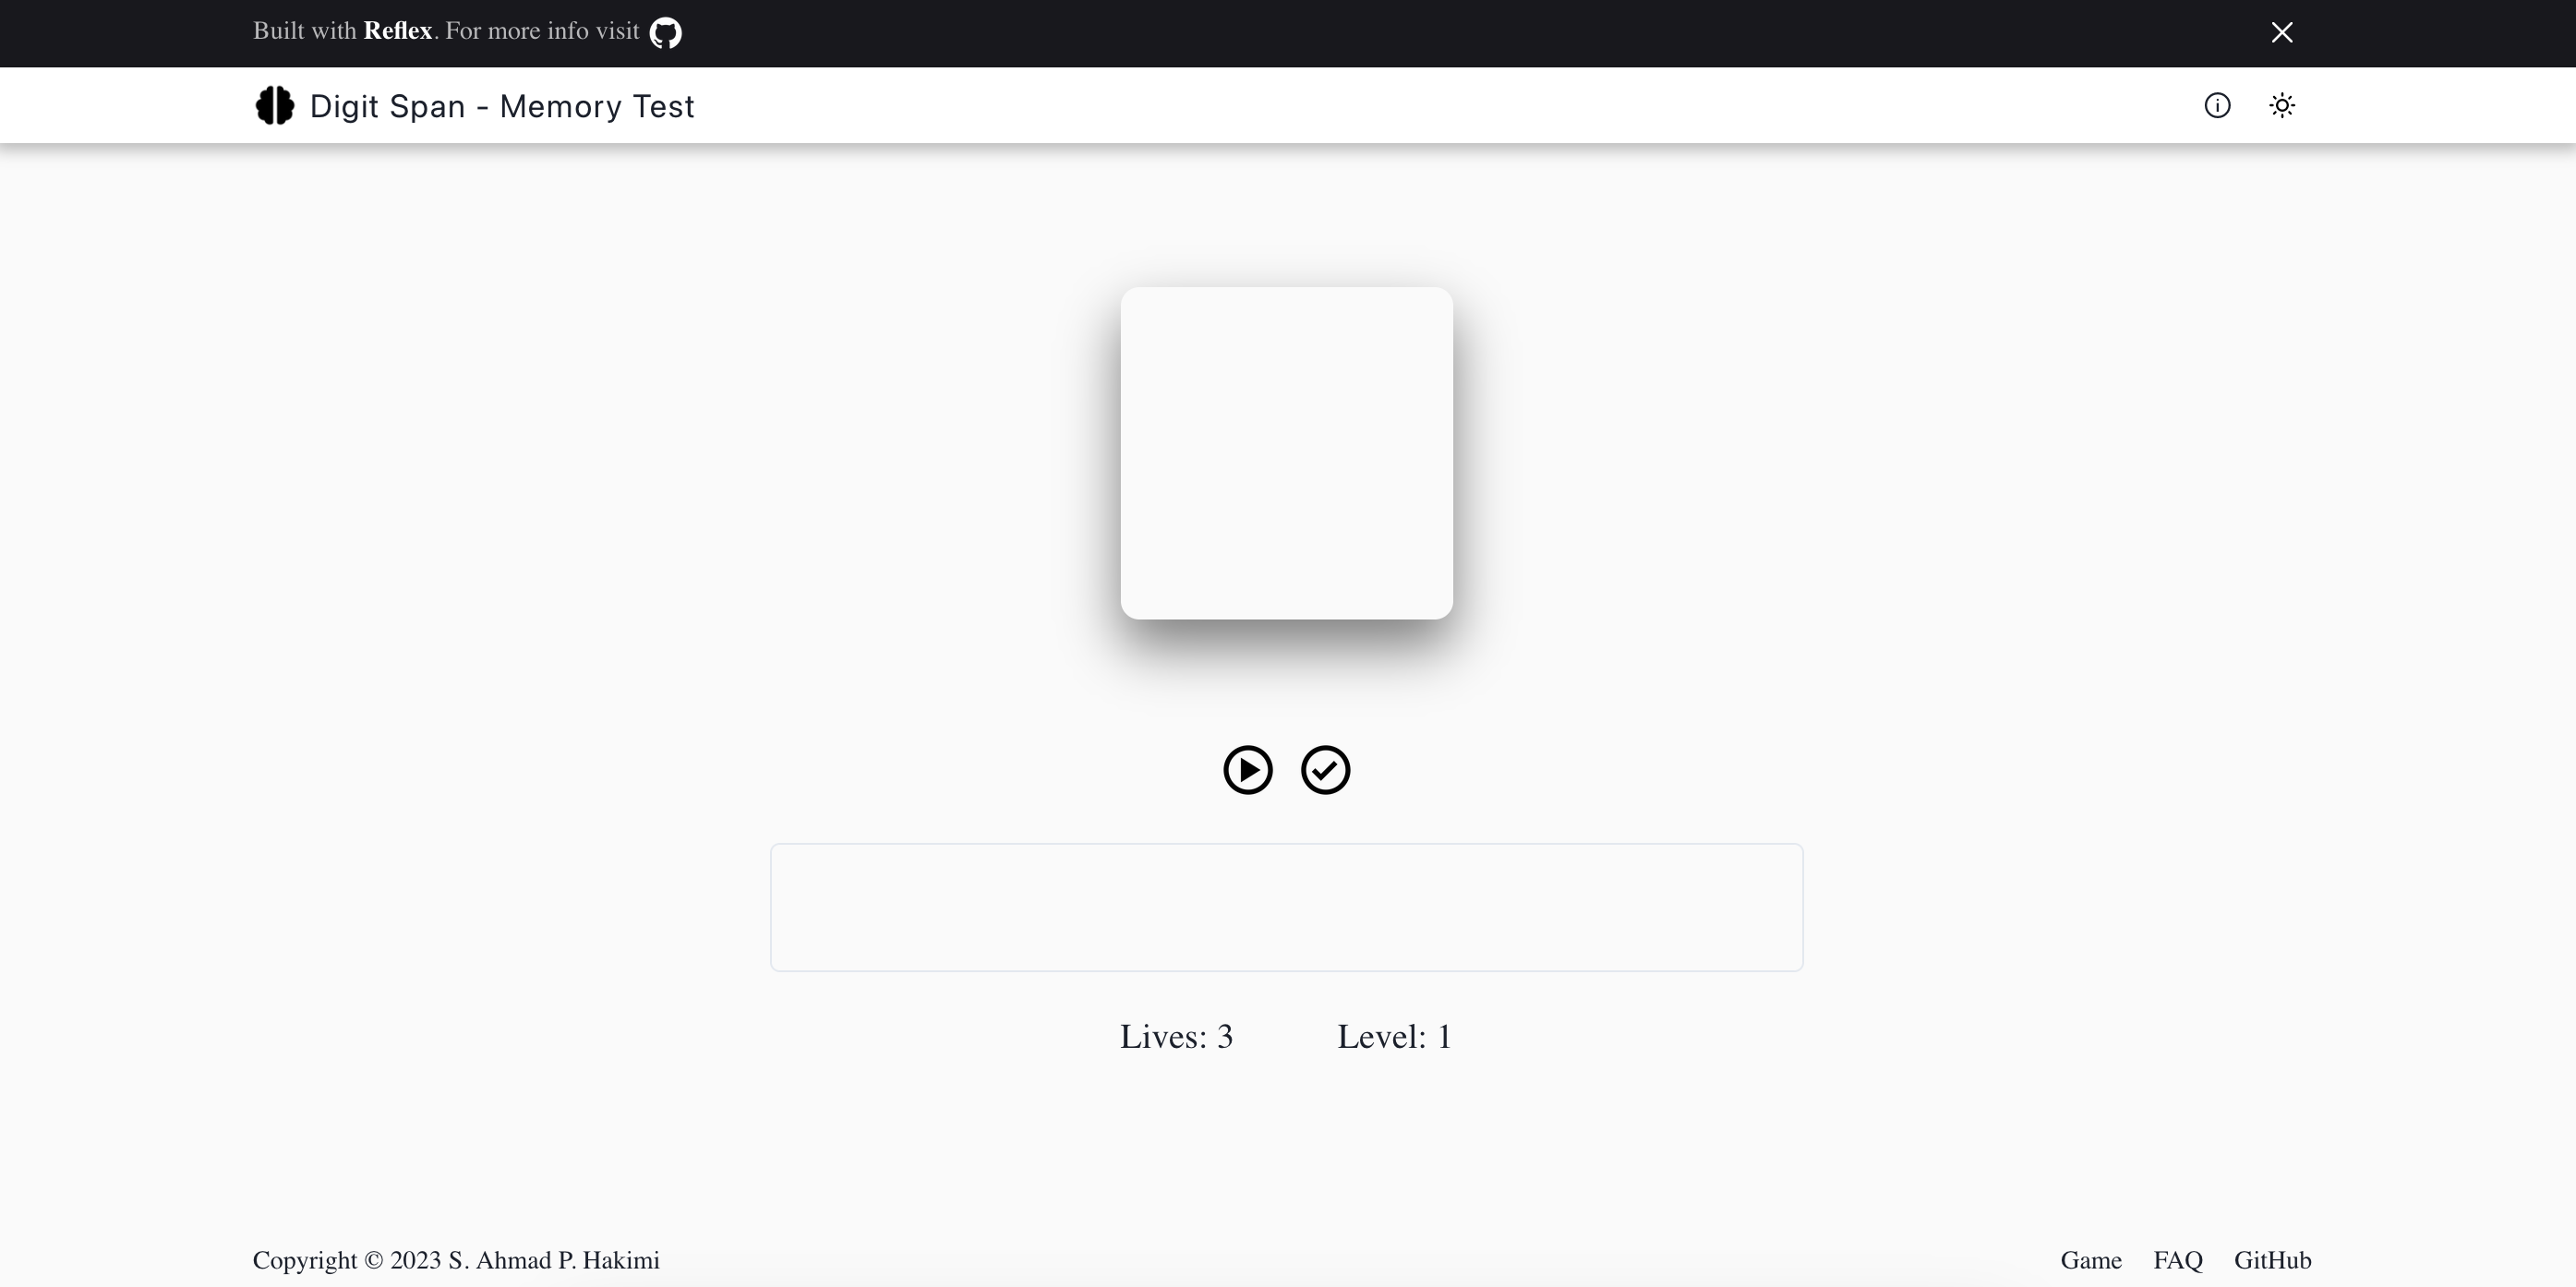 Built with Reflex. For more info visit
Digit Span - Memory Test
Lives: 3 Level: 1
Copyright © 2023 S. Ahmad P. Hakimi Game FAQ GitHub